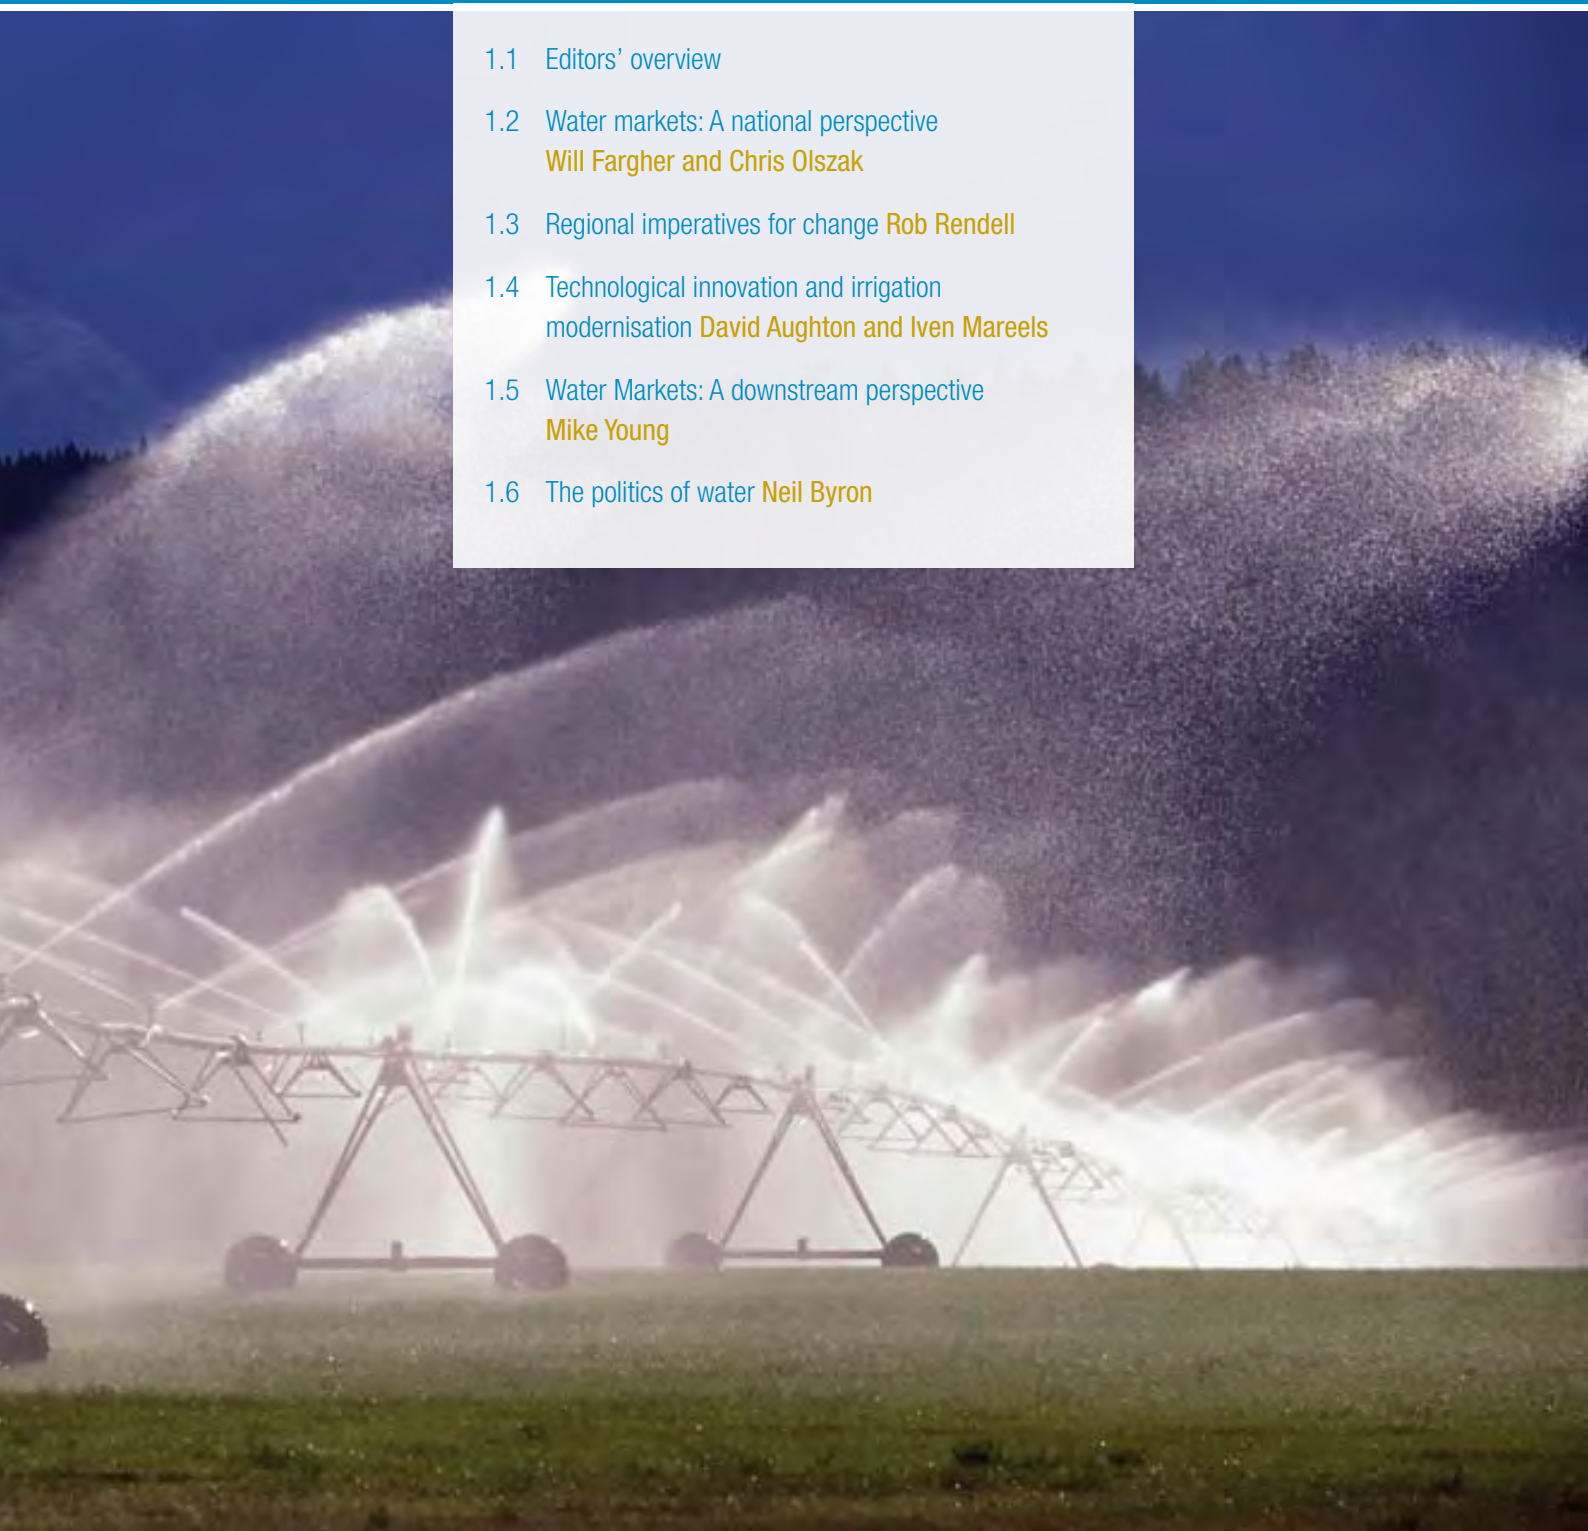 1.1 Editors’ overview
1.2 Water markets: A national perspective
Will Fargher and Chris Olszak
1.3 Regional imperatives for change Rob Rendell
1.4 Technological innovation and irrigation
modernisation David Aughton and Iven Mareels
1.5 Water Markets: A downstream perspective
Mike Young
1.6 The politics of water Neil Byron